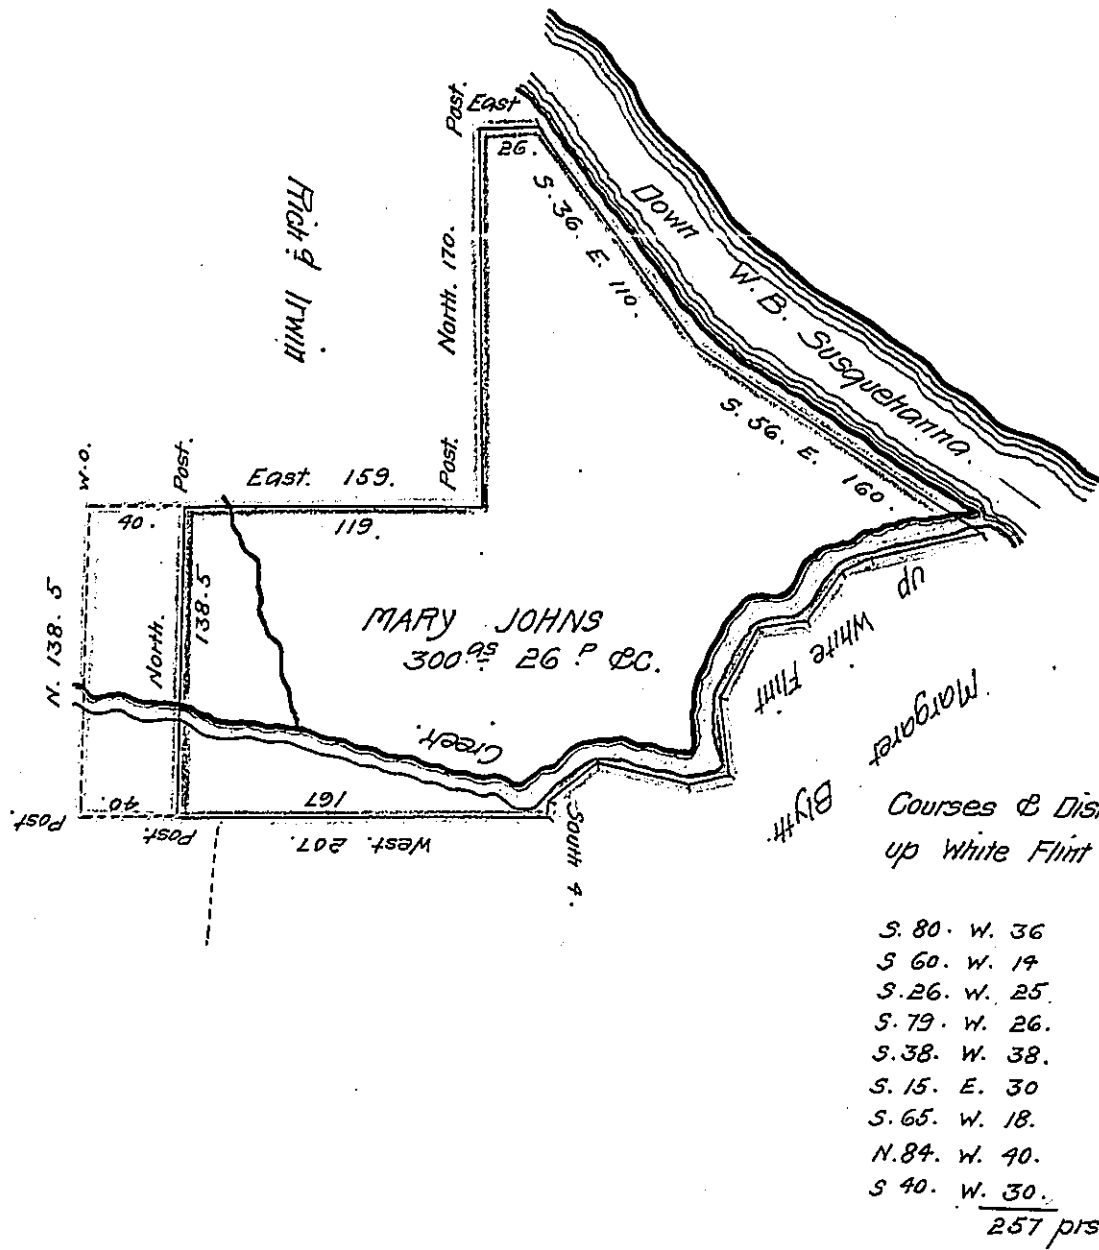 Post.
East
26.
S. 36. E. 110.
Down W. B. Susquehanna.
Rich.d Irwin
North. 170.
Post.
S. 56. E. 160
W.O.
Post.
East. 159.
40.
119.
N. 138.5
North.
138.5
MARY JOHNS
300 as 26 P &C.
up White Flint
Creek.
Margaret
Blyth.
Post.
40.
Post.
167
West. 207
South 4.
Courses & Dis
up White Flint
S. 80. W. 36
S 60. W. 14
S. 26. W. 25
S. 79. W. 26.
S. 38. W. 38.
S. 15. E. 30
S. 65. W. 18.
N. 84. W. 40.
S 40. W. 30.
257 prs